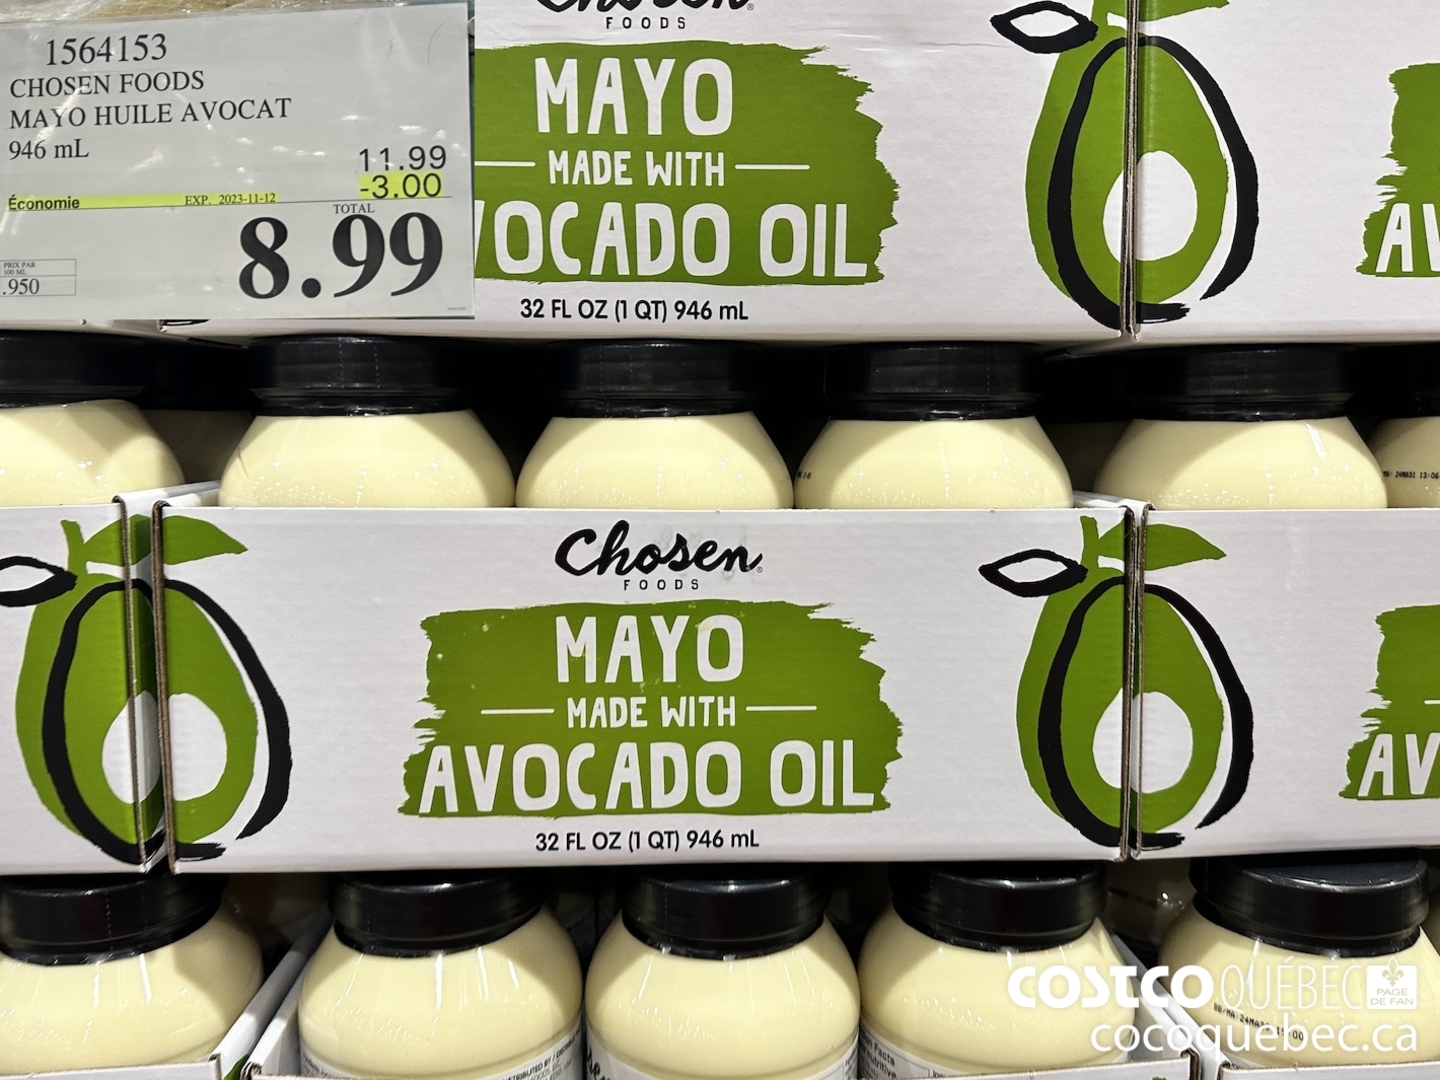 1564153
CHOSEN FOODS
MAYO HUILE AVOCAT
946 mL
11.99
-3.00
Économie EXP. 2023-11-12
TOTAL
8.99
PRIX PAR
100 ML
.950
Chosen
FOODS
MAYO
MADE WITH
VOCADO OIL
32 FL OZ (1 QT) 946 mL
AV
Chosen
FOODS
MAYO
MADE WITH
AVOCADO OIL
32 FL OZ (1 QT) 946 mL
AV
COSTCO QUÉBEC
PAGE
DE FAN
cocoquebec.ca